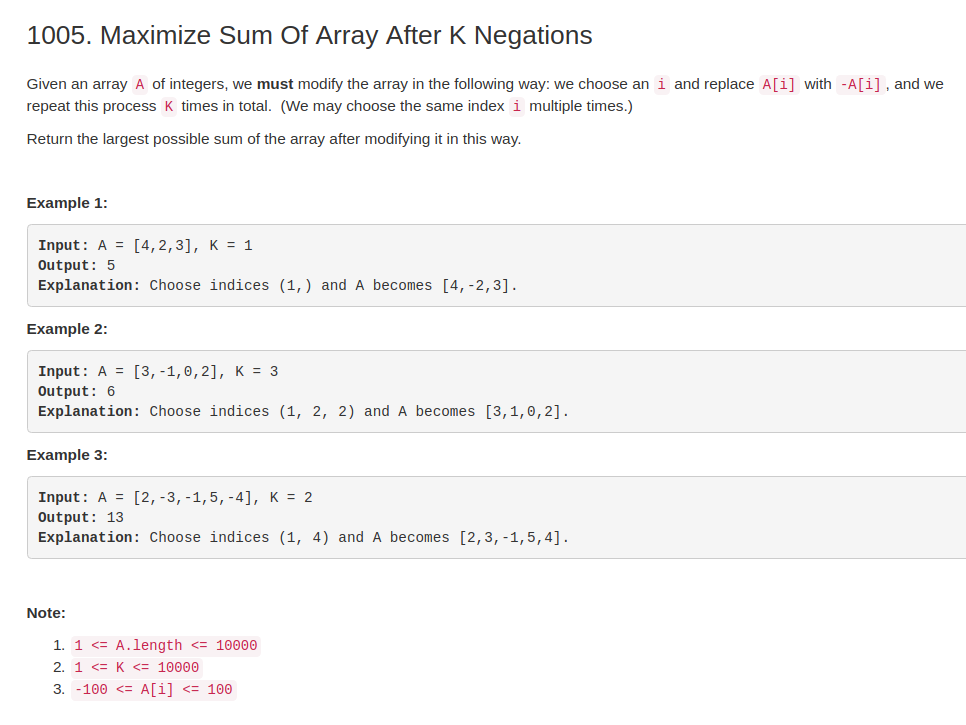 1005. Maximize Sum Of Array After K Negations
Given an array A of integers, we must modify the array in the following way: we choose an i and replace A[i] with -A[i], and we
repeat this process K times in total.  (We may choose the same index i multiple times.)
Return the largest possible sum of the array after modifying it in this way.
Example 1:
Input: A = [4,2,3], K = 1
Output: 5
Explanation: Choose indices (1,) and A becomes [4,-2,3].
Example 2:
Input: A = [3,-1,0,2], K = 3
Output: 6
Explanation: Choose indices (1, 2, 2) and A becomes [3,1,0,2].
Example 3:
Input: A = [2,-3,-1,5,-4], K = 2
Output: 13
Explanation: Choose indices (1, 4) and A becomes [2,3,-1,5,4].
Note:
1. 1 <= A.length <= 10000
2. 1 <= K <= 10000
3. -100 <= A[i] <= 100